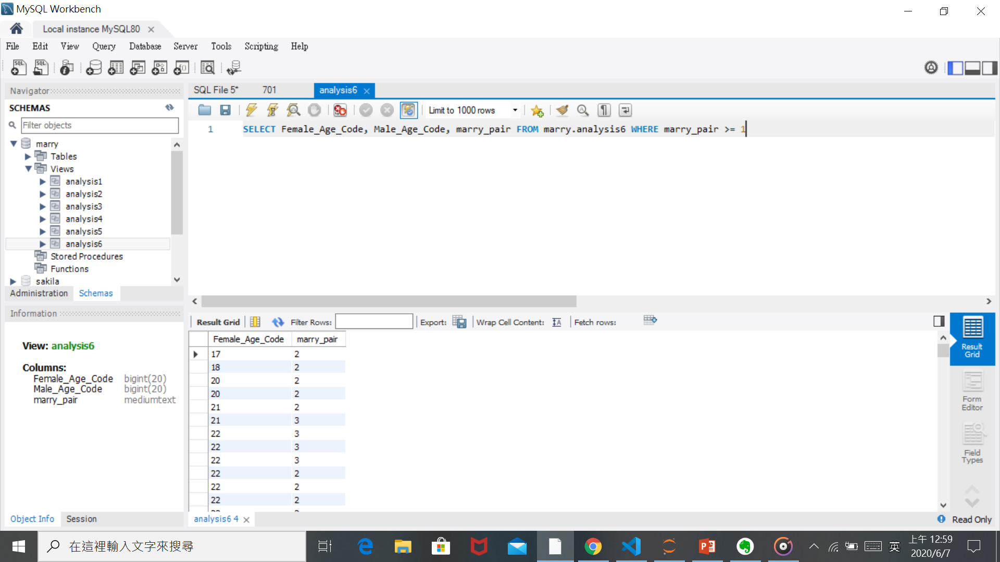 MySQL Workbench
Local instance MySQL80
File Edit View Query Database Server Tools Scripting Help
Navigator
SCHEMAS
Filter objects
marry
Tables
Views
analysis1
analysis2
analysis3
analysis4
analysis5
analysis6
Stored Procedures
Functions
sakila
Administration Schemas
Information
View: analysis6
Columns:
Female_Age_Code bigint(20)
Male_Age_Code bigint(20)
marry_pair mediumtext
Object Info Session
SQL File 5* 701 analysis6
Limit to 1000 rows
1 SELECT Female_Age_Code, Male_Age_Code, marry_pair FROM marry.analysis6 WHERE marry_pair >= 1
Result Grid Filter Rows: Export: Wrap Cell Content: Fetch rows:
Female_Age_Code marry_pair
17 2
18 2
20 2
20 2
21 2
21 3
22 3
22 3
22 3
22 2
22 2
22 2
Result
Grid
Form
Editor
Field
Types
analysis6 4
Read Only
在這裡輸入文字來搜尋
英
上午 12:59
2020/6/7